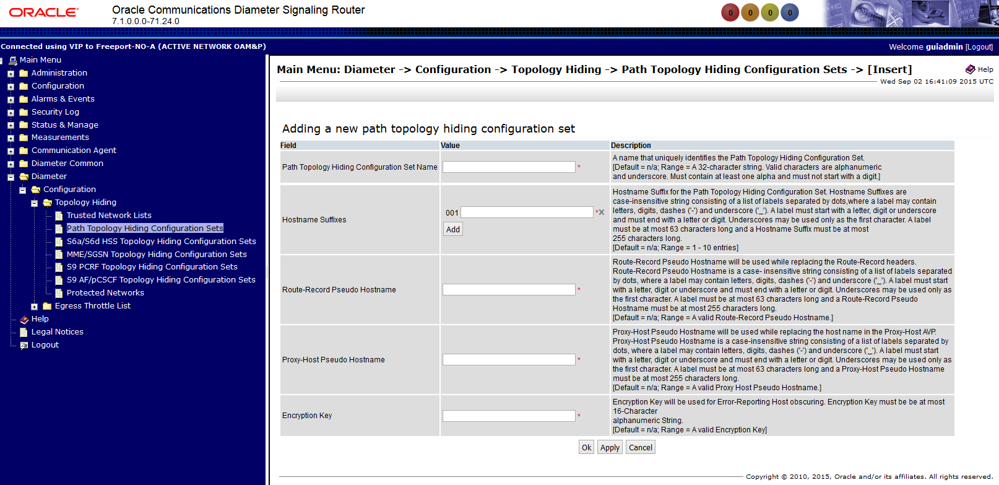 ORACLE
Oracle Communications Diameter Signaling Router
7.1.0.0.0-71.24.0
0 0 0 0
Connected using VIP to Freeport-NO-A (ACTIVE NETWORK OAM&P)
Welcome guiadmin [Logout]
Main Menu
Administration
Configuration
Alarms & Events
Security Log
Status & Manage
Measurements
Communication Agent
Diameter Common
Diameter
Configuration
Topology Hiding
Trusted Network Lists
Path Topology Hiding Configuration Sets
S6a/S6d HSS Topology Hiding Configuration Sets
MME/SGSN Topology Hiding Configuration Sets
S9 PCRF Topology Hiding Configuration Sets
S9 AF/pCSCF Topology Hiding Configuration Sets
Protected Networks
Egress Throttle List
Help
Legal Notices
Logout
Main Menu: Diameter -> Configuration -> Topology Hiding -> Path Topology Hiding Configuration Sets -> [Insert]
Help
Wed Sep 02 16:41:09 2015 UTC
Adding a new path topology hiding configuration set
Field Value Description
Path Topology Hiding Configuration Set Name *
A name that uniquely identifies the Path Topology Hiding Configuration Set.
[Default = n/a; Range = A 32-character string. Valid characters are alphanumeric
and underscore. Must contain at least one alpha and must not start with a digit.]
Hostname Suffixes
001 *
Add
Hostname Suffix for the Path Topology Hiding Configuration Set. Hostname Suffixes are
case-insensitive string consisting of a list of labels separated by dots,where a label may contain
letters, digits, dashes ('-') and underscore ('_'). A label must start with a letter, digit or underscore
and must end with a letter or digit. Underscores may be used only as the first character. A label
must be at most 63 characters long and a Hostname Suffix must be at most
255 characters long.
[Default = n/a; Range = 1 - 10 entries]
Route-Record Pseudo Hostname *
Route-Record Pseudo Hostname will be used while replacing the Route-Record headers.
Route-Record Pseudo Hostname is a case- insensitive string consisting of a list of labels separated
by dots, where a label may contain letters, digits, dashes ('-') and underscore ('_'). A label must start
with a letter, digit or underscore and must end with a letter or digit. Underscores may be used only as
the first character. A label must be at most 63 characters long and a Route-Record Pseudo
Hostname must be at most 255 characters long.
[Default = n/a; Range = A valid Route-Record Pseudo Hostname.]
Proxy-Host Pseudo Hostname *
Proxy-Host Pseudo Hostname will be used while replacing the host name in the Proxy-Host AVP.
Proxy-Host Pseudo Hostname is a case-insensitive string consisting of a list of labels separated by
dots, where a label may contain letters, digits, dashes ('-') and underscore ('_'). A label must start
with a letter, digit or underscore and must end with a letter or digit. Underscores may be used only as
the first character. A label must be at most 63 characters long and a Proxy-Host Pseudo Hostname
must be at most 255 characters long.
[Default = n/a; Range = A valid Proxy Host Pseudo Hostname.]
Encryption Key *
Encryption Key will be used for Error-Reporting Host obscuring. Encryption Key must be be at most
16-Character
alphanumeric String.
[Default = n/a; Range = A valid Encryption Key]
Ok Apply Cancel
Copyright © 2010, 2015, Oracle and/or its affiliates. All rights reserved.